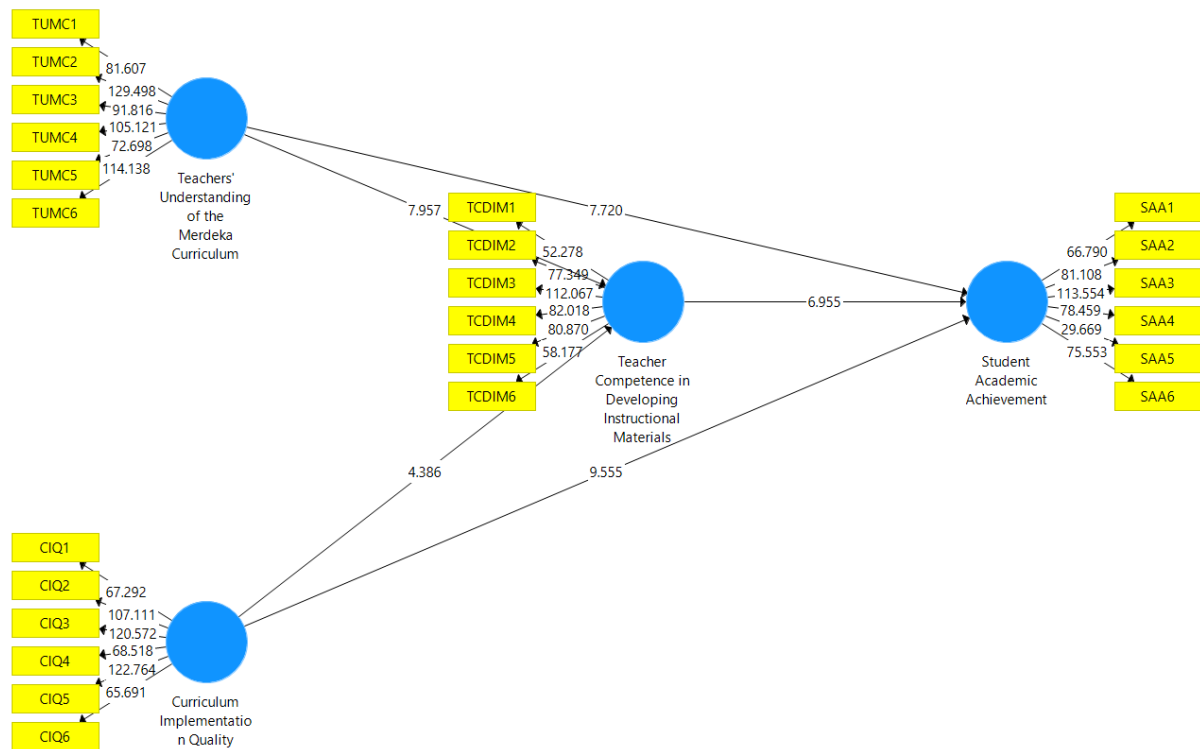 TUMC1
TUMC2
TUMC3
TUMC4
TUMC5
TUMC6
81.607
129.498
91.816
105.121
72.698
114.138
Teachers'
Understanding
of the
Merdeka
Curriculum
7.957
7.720
TCDIM1
TCDIM2
TCDIM3
TCDIM4
TCDIM5
TCDIM6
52.278
77.349
112.067
82.018
80.870
58.177
Teacher
Competence in
Developing
Instructional
Materials
6.955
SAA1
SAA2
SAA3
SAA4
SAA5
SAA6
66.790
81.108
113.554
78.459
29.669
75.553
Student
Academic
Achievement
4.386
9.555
CIQ1
CIQ2
CIQ3
CIQ4
CIQ5
CIQ6
67.292
107.111
120.572
68.518
122.764
65.691
Curriculum
Implementatio
n Quality